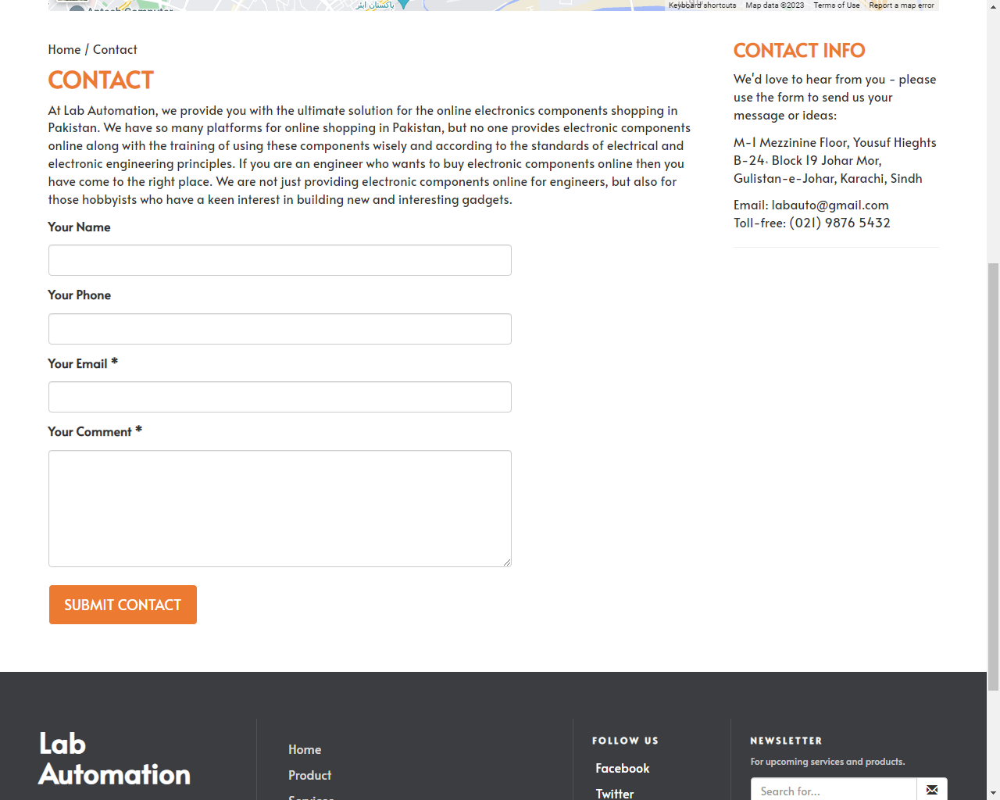 پاکستان ایئر
Keyboard shortcuts Map data ©2023 Terms of Use Report a map error
Home / Contact
CONTACT
At Lab Automation, we provide you with the ultimate solution for the online electronics components shopping in
Pakistan. We have so many platforms for online shopping in Pakistan, but no one provides electronic components
online along with the training of using these components wisely and according to the standards of electrical and
electronic engineering principles. If you are an engineer who wants to buy electronic components online then you
have come to the right place. We are not just providing electronic components online for engineers, but also for
those hobbyists who have a keen interest in building new and interesting gadgets.
Your Name
Your Phone
Your Email *
Your Comment *
SUBMIT CONTACT
CONTACT INFO
We'd love to hear from you - please
use the form to send us your
message or ideas:
M-1 Mezzinine Floor, Yousuf Hieghts
B-24، Block 19 Johar Mor,
Gulistan-e-Johar, Karachi, Sindh
Email: labauto@gmail.com
Toll-free: (021) 9876 5432
Lab
Automation
Home
Product
FOLLOW US
Facebook
Twitter
NEWSLETTER
For upcoming services and products.
Search for...